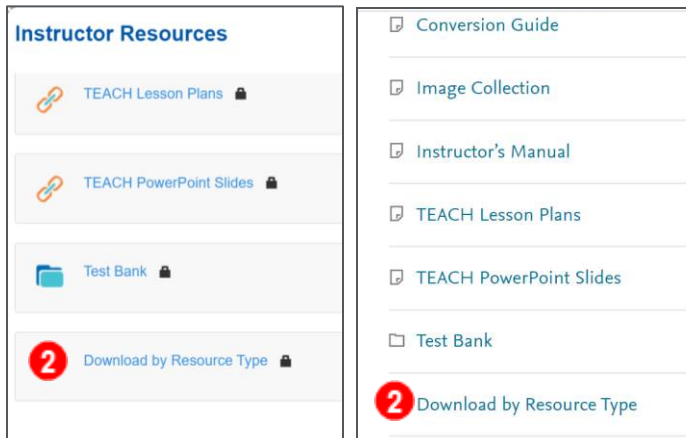 Instructor Resources
TEACH Lesson Plans
TEACH PowerPoint Slides
Test Bank
2 Download by Resource Type
Conversion Guide
Image Collection
Instructor’s Manual
TEACH Lesson Plans
TEACH PowerPoint Slides
Test Bank
2 Download by Resource Type